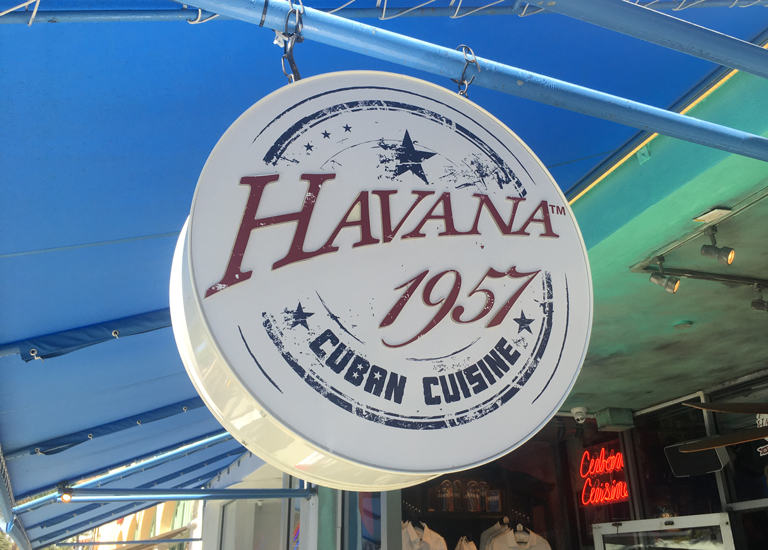 HAVANA™
1957
CUBAN CUISINE
Cuban
Cuisine